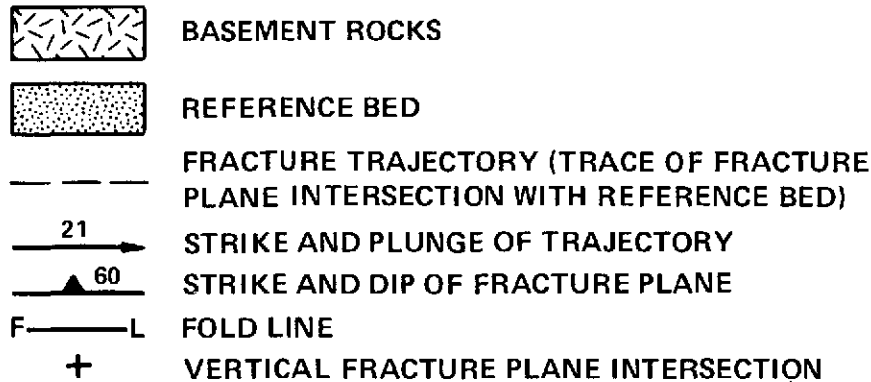 BASEMENT ROCKS
REFERENCE BED
FRACTURE TRAJECTORY (TRACE OF FRACTURE
PLANE INTERSECTION WITH REFERENCE BED)
21 STRIKE AND PLUNGE OF TRAJECTORY
60 STRIKE AND DIP OF FRACTURE PLANE
F L FOLD LINE
+ VERTICAL FRACTURE PLANE INTERSECTION